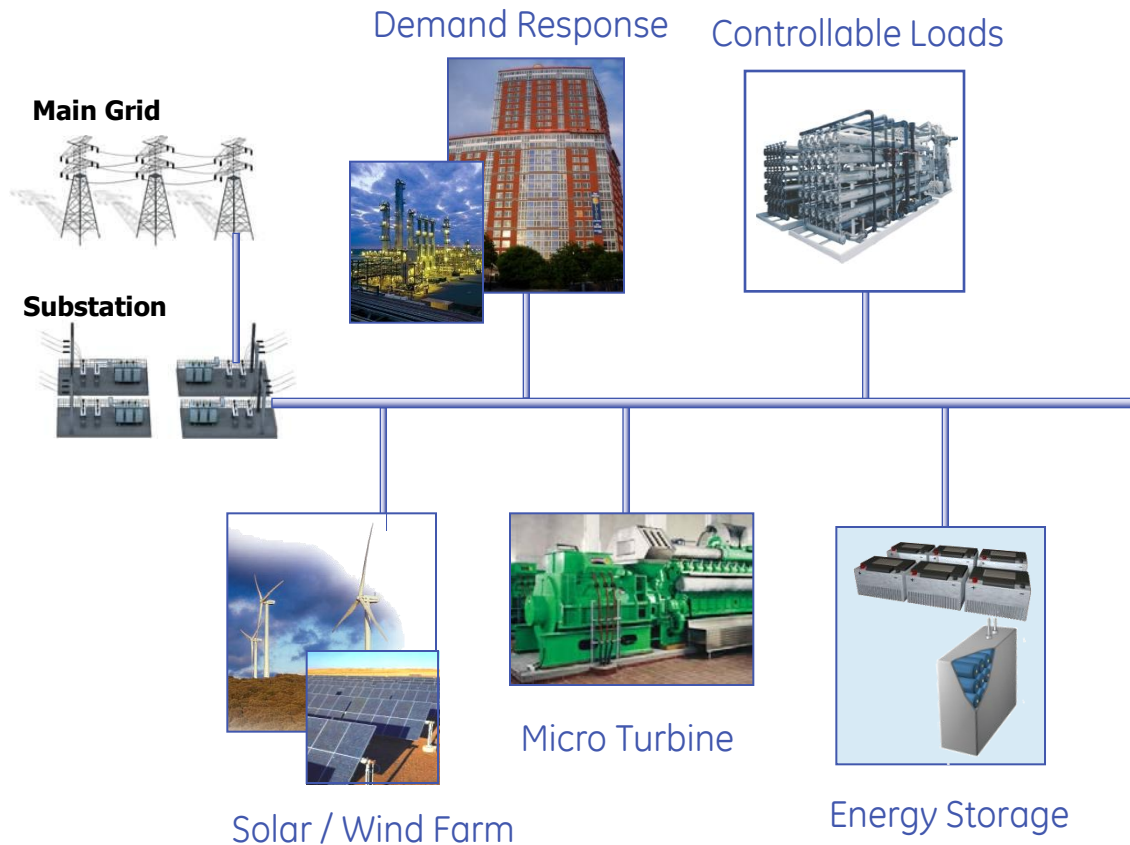 Demand Response
Controllable Loads
Main Grid
Substation
Micro Turbine
Energy Storage
Solar / Wind Farm